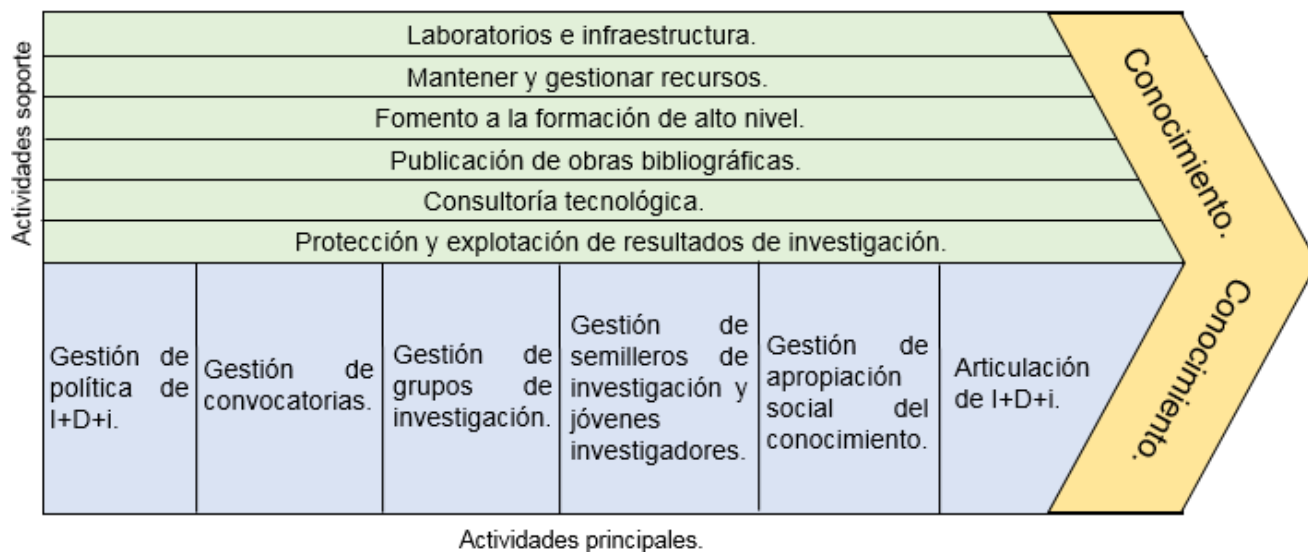 Actividades soporte
Laboratorios e infraestructura.
Mantener y gestionar recursos.
Fomento a la formación de alto nivel.
Publicación de obras bibliográficas.
Consultoría tecnológica.
Protección y explotación de resultados de investigación.
Gestión de
política de
I+D+i.
Gestión de
convocatorias.
Gestión de
grupos de
investigación.
Gestión de
semilleros de
investigación y
jóvenes
investigadores.
Gestión de
apropiación
social del
conocimiento.
Articulación
de I+D+i.
Conocimiento.
Conocimiento.
Actividades principales.